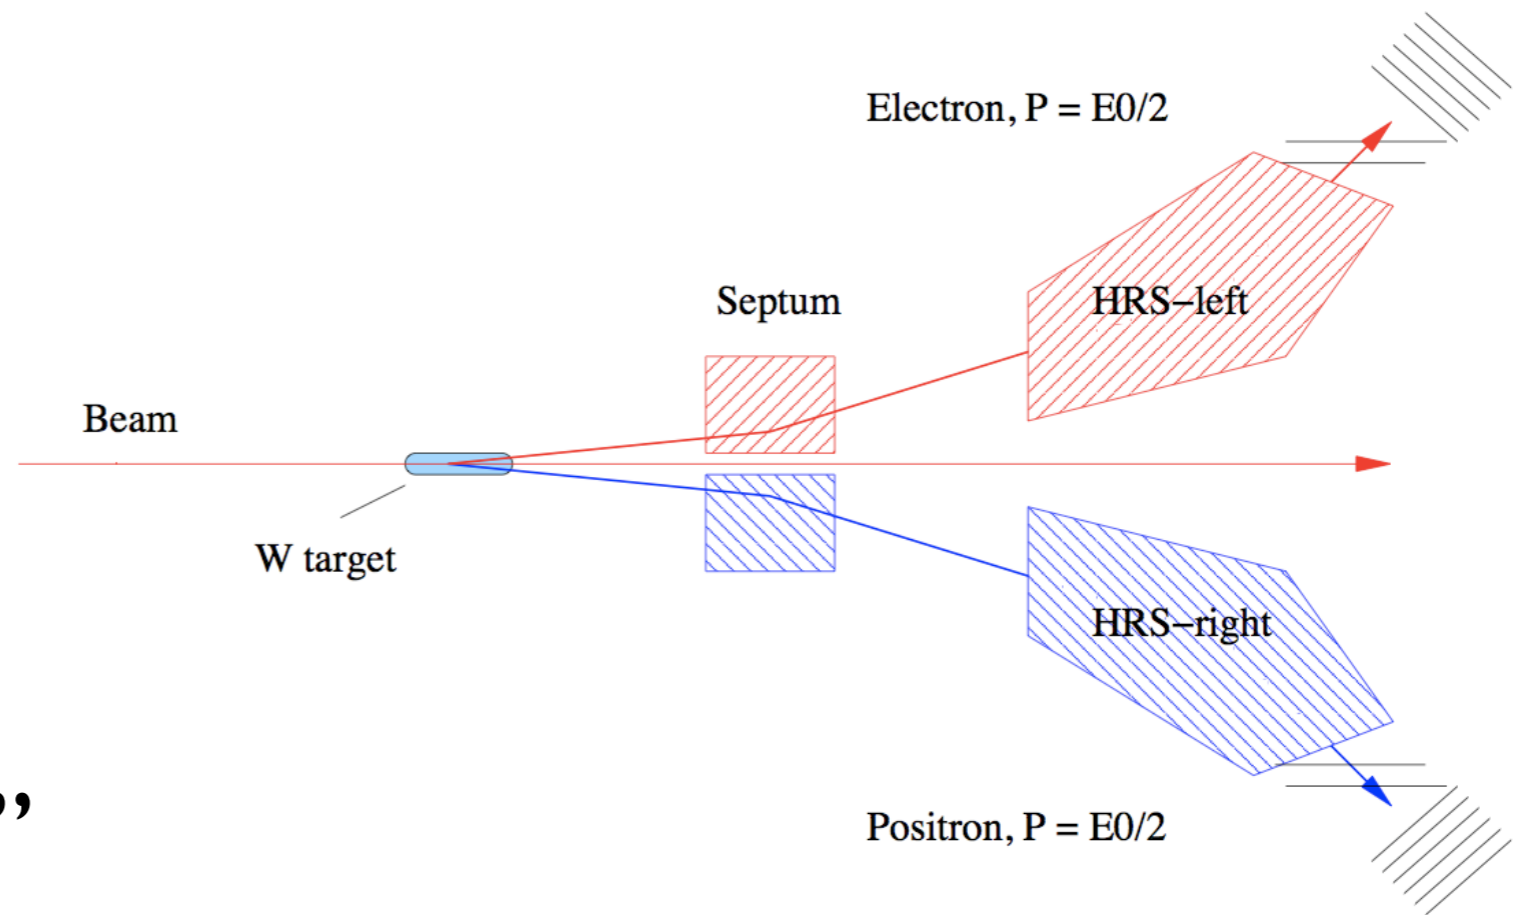 Electron, P = E0/2
Septum
HRS–left
Beam
W target
HRS–right
”
Positron, P = E0/2